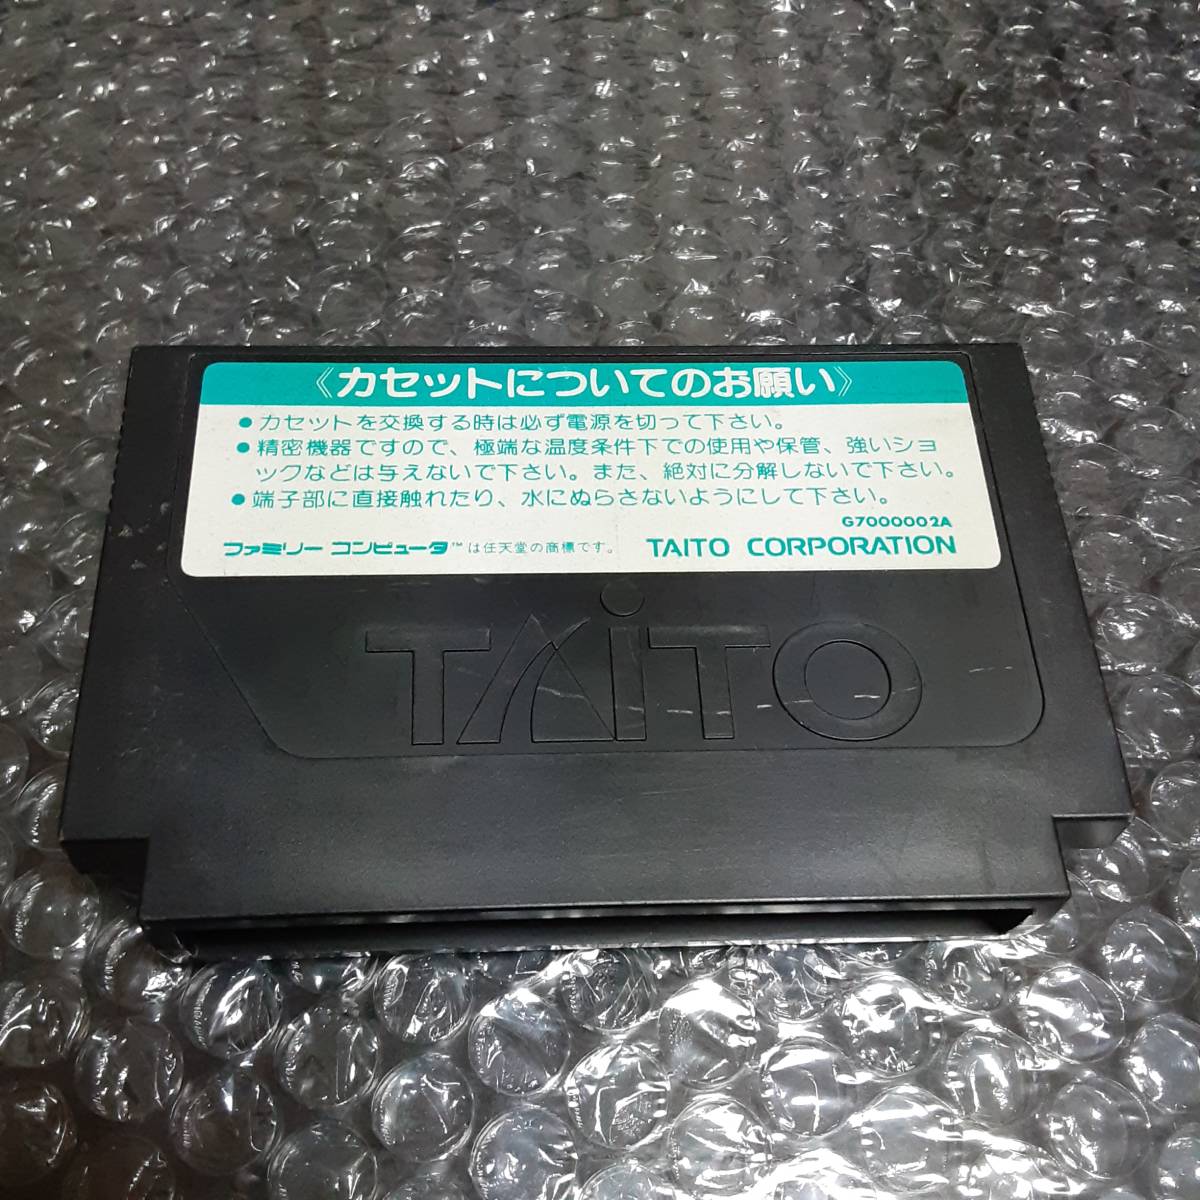 《カセットについてのお願い》
●カセットを交換する時は必ず電源を切って下さい。
●精密機器ですので、極端な温度条件下での使用や保管、強いショ
ックなどは与えないで下さい。また、絶対に分解しないで下さい。
●端子部に直接触れたり、水にぬらさないようにして下さい。
G7000002A
ファミリー コンピュータ™は任天堂の商標です。 TAITO CORPORATION
TAiTO